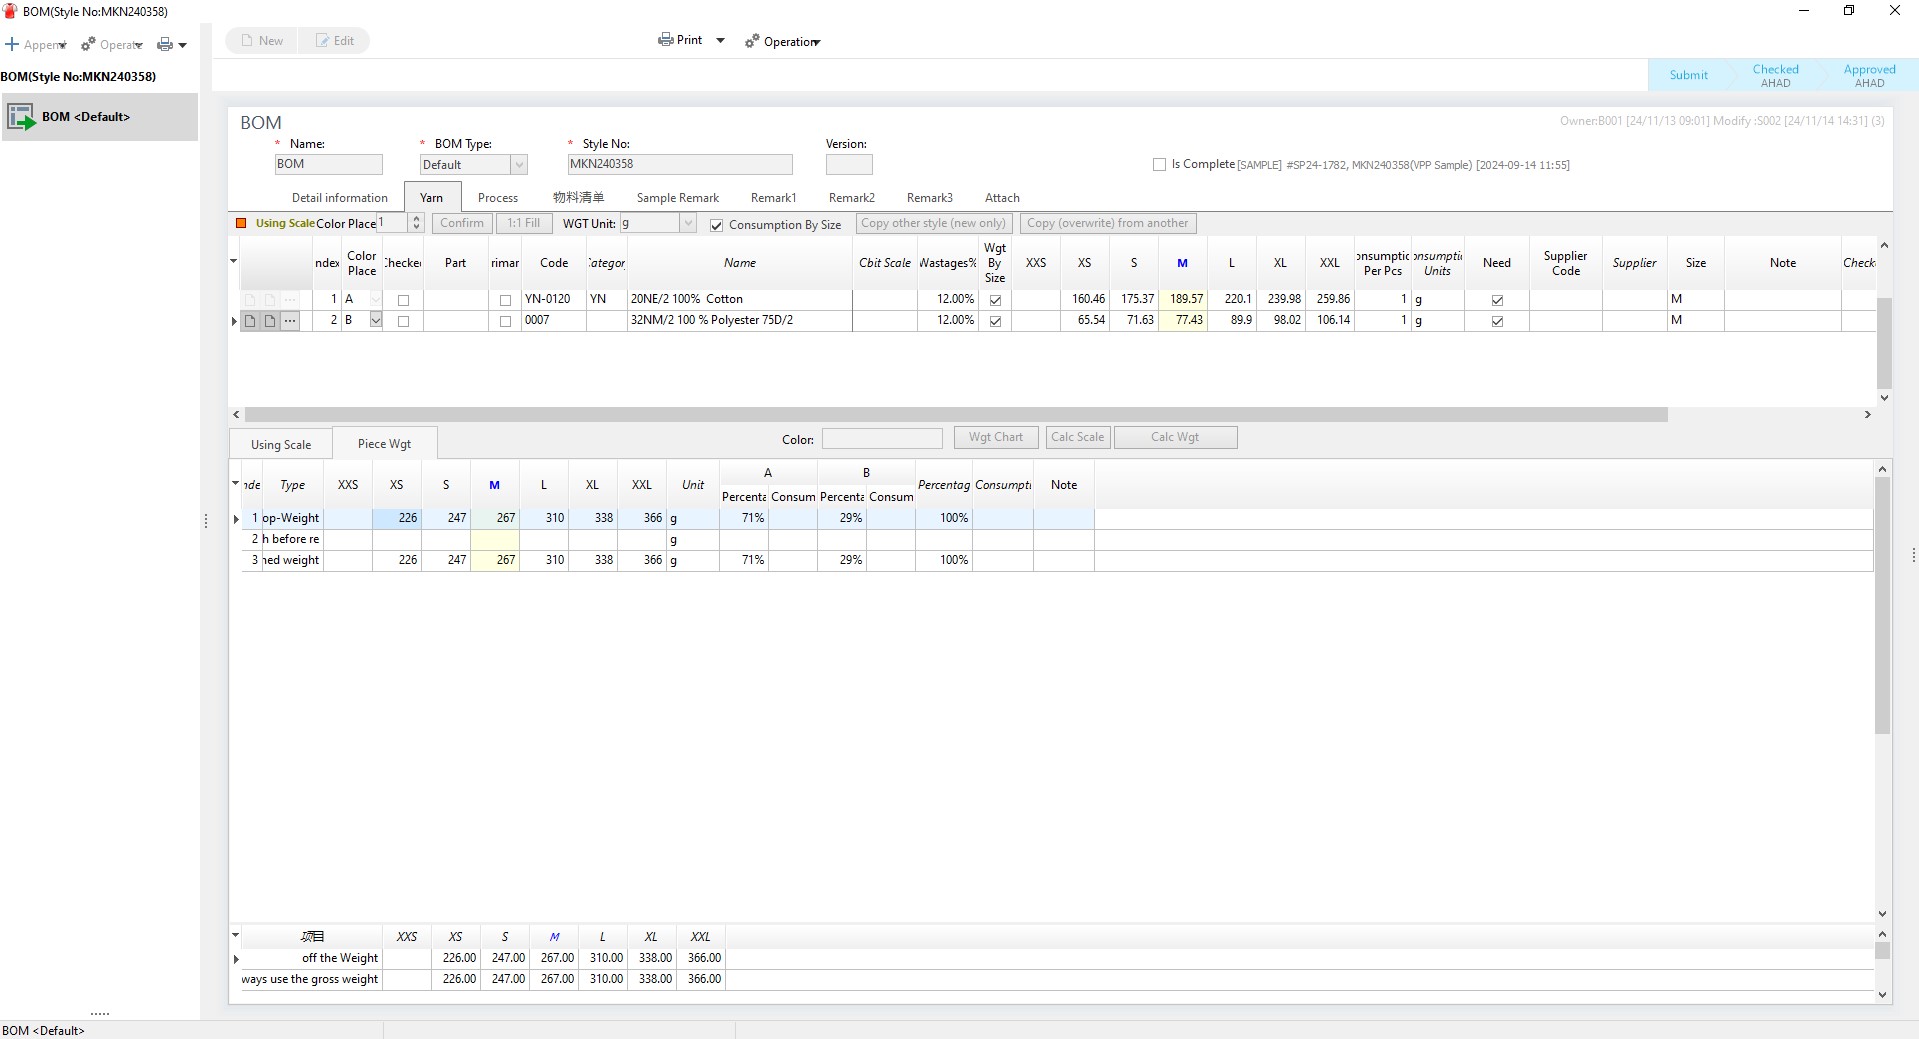 BOM(Style No:MKN240358)
Append Operate
New Edit Print Operation
BOM(Style No:MKN240358)
Submit Checked AHAD Approved AHAD
BOM <Default>
BOM
Owner:B001 [24/11/13 09:01] Modify :S002 [24/11/14 14:31] (3)
* Name: * BOM Type: * Style No: Version:
BOM Default MKN240358 Is Complete [SAMPLE] #SP24-1782, MKN240358(VPP Sample) [2024-09-14 11:55]
Detail information Yarn Process 物料清单 Sample Remark Remark1 Remark2 Remark3 Attach
Using Scale Color Place 1 Confirm 1:1 Fill WGT Unit: g Consumption By Size Copy other style (new only) Copy (overwrite) from another
ndex Color Place Checked Part rimar Code Categor Name Cbit Scale Wastages% Wgt By Size XXS XS S M L XL XXL onsumptic Per Pcs onsumptic Units Need Supplier Code Supplier Size Note Check
1 A YN-0120 YN 20NE/2 100% Cotton 12.00% 160.46 175.37 189.57 220.1 239.98 259.86 1 g M
2 B 0007 32NM/2 100 % Polyester 75D/2 12.00% 65.54 71.63 77.43 89.9 98.02 106.14 1 g M
Using Scale Piece Wgt Color: Wgt Chart Calc Scale Calc Wgt
nde Type XXS XS S M L XL XXL Unit A B Percentag Consumpti Note
Percenta Consum Percenta Consum
1 op-Weight 226 247 267 310 338 366 g 71% 29% 100%
2 h before re g
3 ned weight 226 247 267 310 338 366 g 71% 29% 100%
项目 XXS XS S M L XL XXL
off the Weight 226.00 247.00 267.00 310.00 338.00 366.00
ways use the gross weight 226.00 247.00 267.00 310.00 338.00 366.00
BOM <Default>